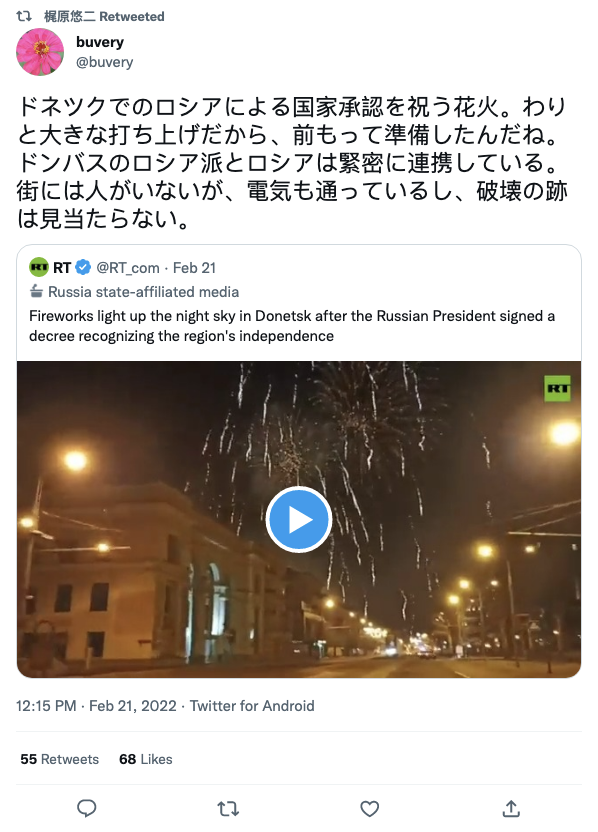 梶原悠二 Retweeted
buvery
@buvery
ドネツクでのロシアによる国家承認を祝う花火。わり
と大きな打ち上げだから、前もって準備したんだね。
ドンバスのロシア派とロシアは緊密に連携している。
街には人がいないが、電気も通っているし、破壊の跡
は見当たらない。
RT RT @RT_com · Feb 21
Russia state-affiliated media
Fireworks light up the night sky in Donetsk after the Russian President signed a
decree recognizing the region's independence
RT
12:15 PM · Feb 21, 2022 · Twitter for Android
55 Retweets 68 Likes